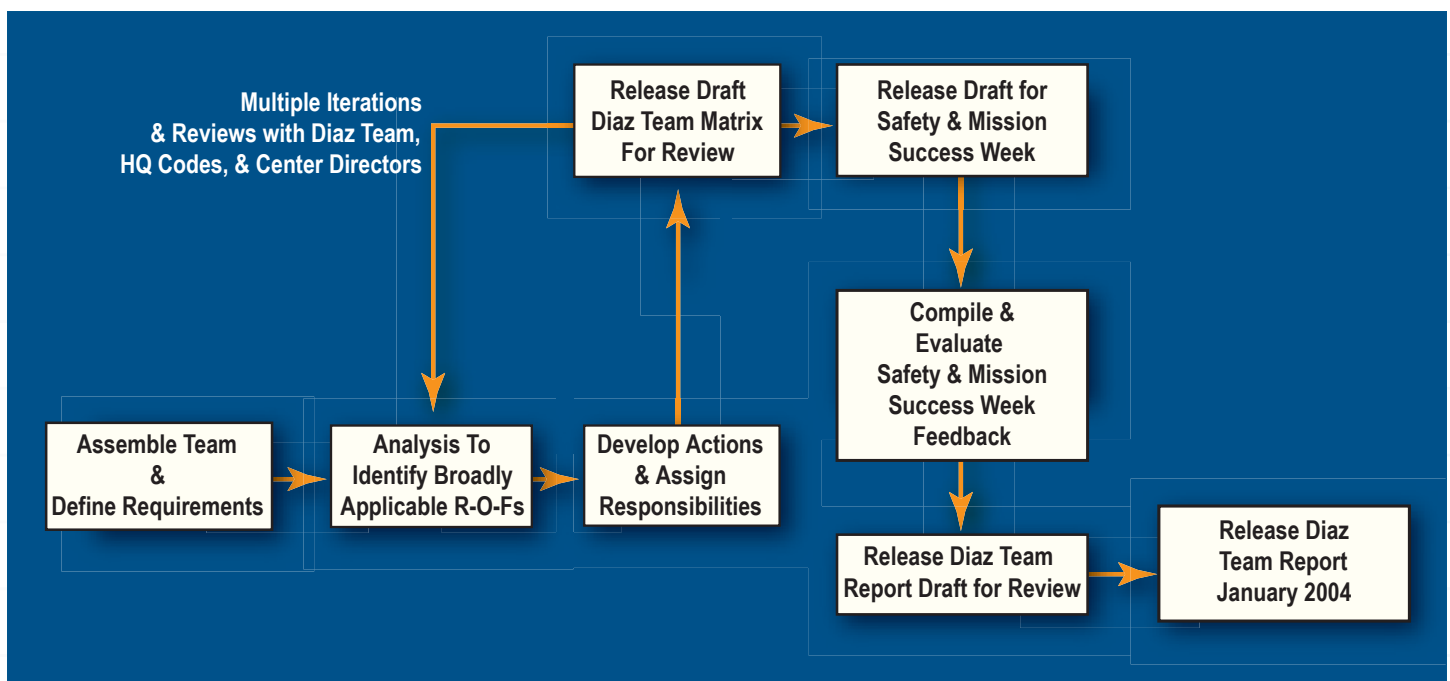 Multiple Iterations
& Reviews with Diaz Team,
HQ Codes, & Center Directors
Release Draft
Diaz Team Matrix
For Review
Release Draft for
Safety & Mission
Success Week
Compile &
Evaluate
Safety & Mission
Success Week
Feedback
Assemble Team
&
Define Requirements
Analysis To
Identify Broadly
Applicable R-O-Fs
Develop Actions
& Assign
Responsibilities
Release Diaz Team
Report Draft for Review
Release Diaz
Team Report
January 2004